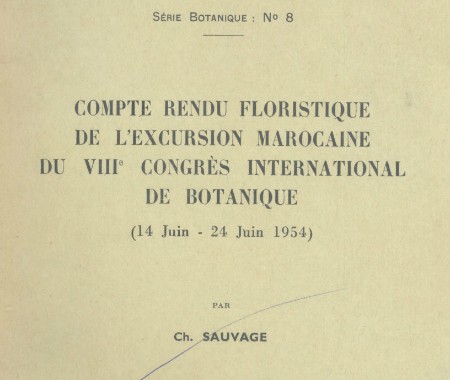 SÉRIE BOTANIQUE : Nº 8
COMPTE RENDU FLORISTIQUE
DE L'EXCURSION MAROCAINE
DU VIIIe CONGRÈS INTERNATIONAL
DE BOTANIQUE
(14 Juin - 24 Juin 1954)
PAR
Ch. SAUVAGE